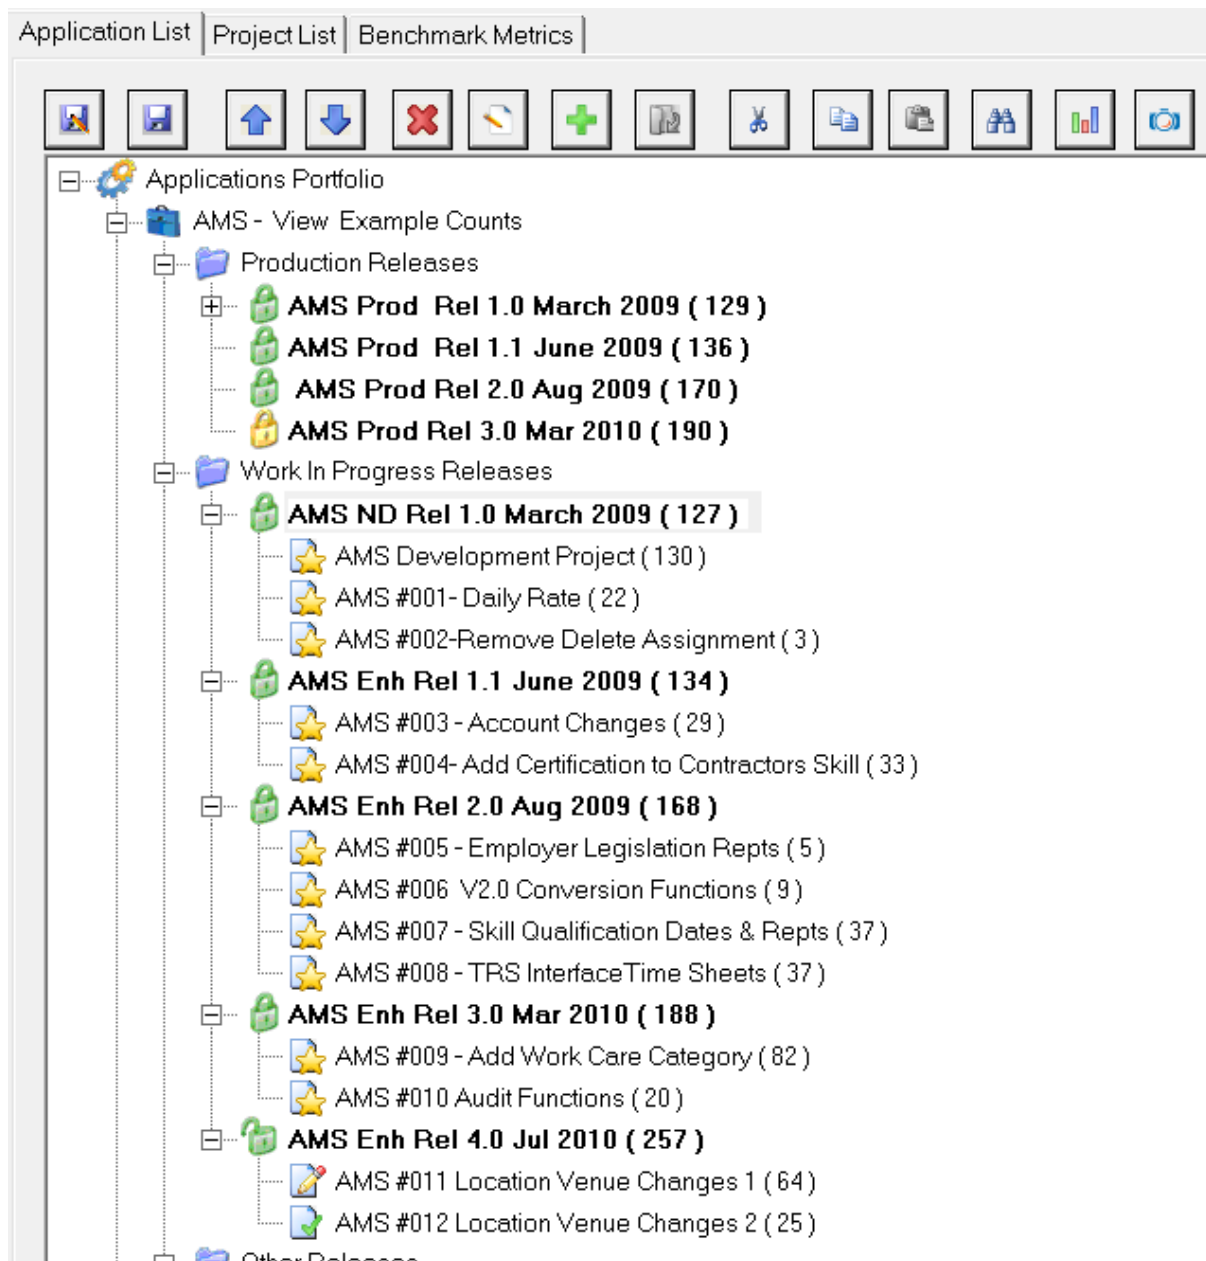 Application List Project List Benchmark Metrics
Applications Portfolio
AMS - View Example Counts
Production Releases
AMS Prod Rel 1.0 March 2009 ( 129 )
AMS Prod Rel 1.1 June 2009 ( 136 )
AMS Prod Rel 2.0 Aug 2009 ( 170 )
AMS Prod Rel 3.0 Mar 2010 ( 190 )
Work In Progress Releases
AMS ND Rel 1.0 March 2009 ( 127 )
AMS Development Project ( 130 )
AMS #001- Daily Rate ( 22 )
AMS #002-Remove Delete Assignment ( 3 )
AMS Enh Rel 1.1 June 2009 ( 134 )
AMS #003 - Account Changes ( 29 )
AMS #004- Add Certification to Contractors Skill ( 33 )
AMS Enh Rel 2.0 Aug 2009 ( 168 )
AMS #005 - Employer Legislation Repts ( 5 )
AMS #006 V2.0 Conversion Functions ( 9 )
AMS #007 - Skill Qualification Dates & Repts ( 37 )
AMS #008 - TRS InterfaceTime Sheets ( 37 )
AMS Enh Rel 3.0 Mar 2010 ( 188 )
AMS #009 - Add Work Care Category ( 82 )
AMS #010 Audit Functions ( 20 )
AMS Enh Rel 4.0 Jul 2010 ( 257 )
AMS #011 Location Venue Changes 1 ( 64 )
AMS #012 Location Venue Changes 2 ( 25 )
Other Releases